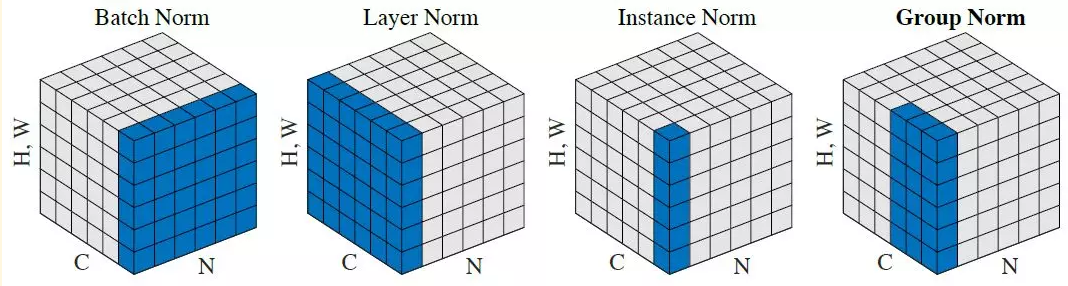 Batch Norm
Layer Norm
Instance Norm
Group Norm
H, W
C
N
H, W
C
N
H, W
C
N
H, W
C
N